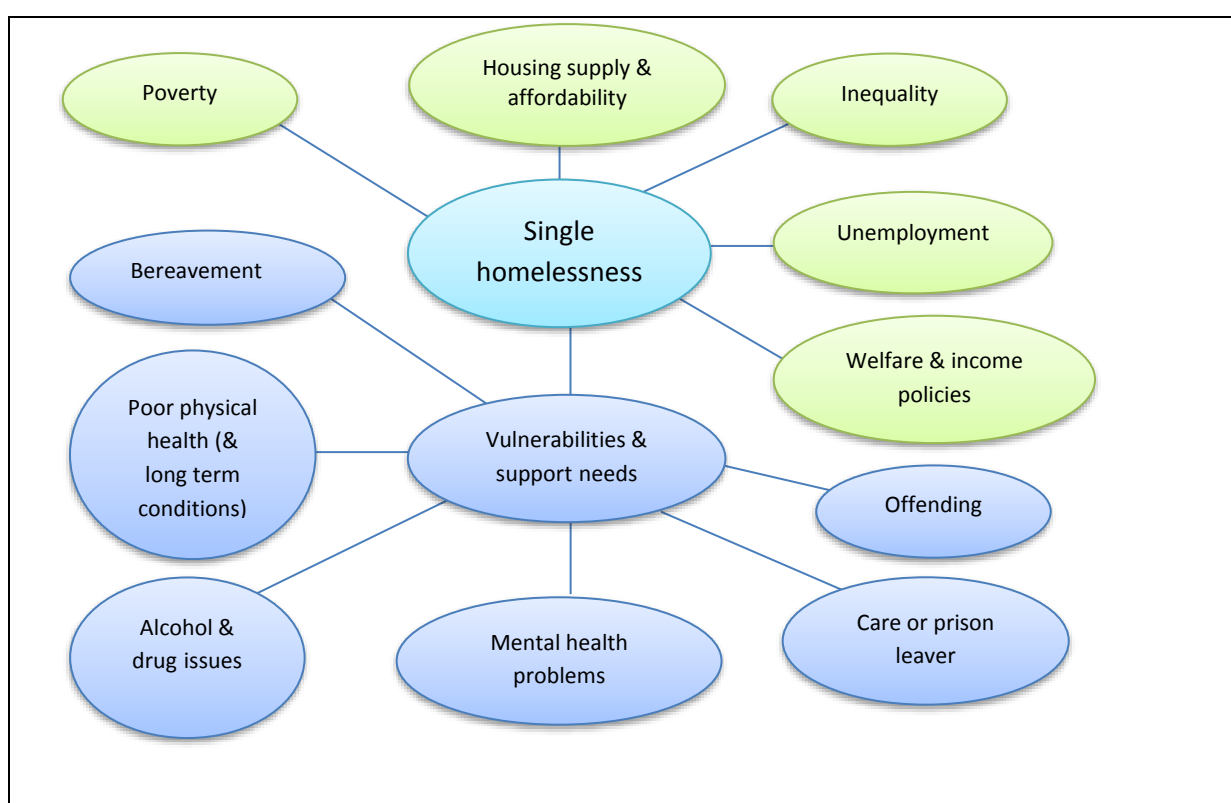 Poverty
Housing supply &
affordability
Inequality
Single
homelessness
Unemployment
Bereavement
Welfare & income
policies
Poor physical
health (&
long term
conditions)
Vulnerabilities &
support needs
Offending
Alcohol &
drug issues
Mental health
problems
Care or prison
leaver